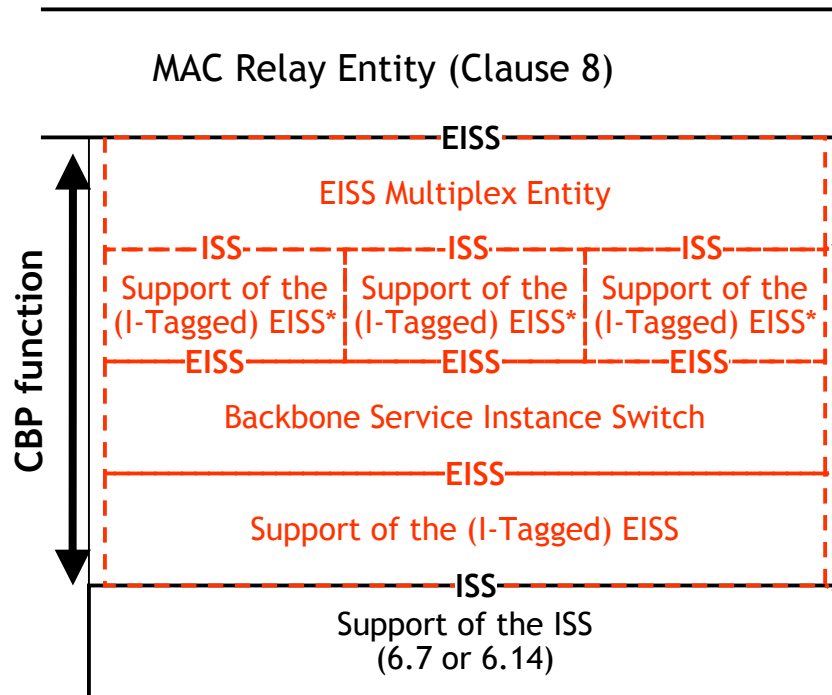 MAC Relay Entity (Clause 8)
EISS
EISS Multiplex Entity
ISS ISS ISS
Support of the Support of the Support of the
(I-Tagged) EISS* (I-Tagged) EISS* (I-Tagged) EISS*
EISS EISS EISS
Backbone Service Instance Switch
EISS
Support of the (I-Tagged) EISS
ISS
Support of the ISS
(6.7 or 6.14)
CBP function